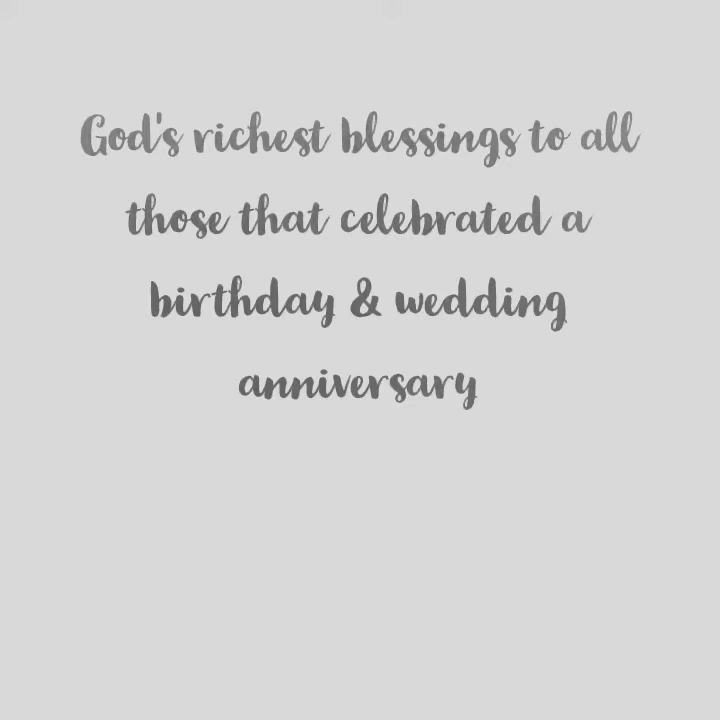 God's richest blessings to all
those that celebrated a
birthday & wedding
anniversary